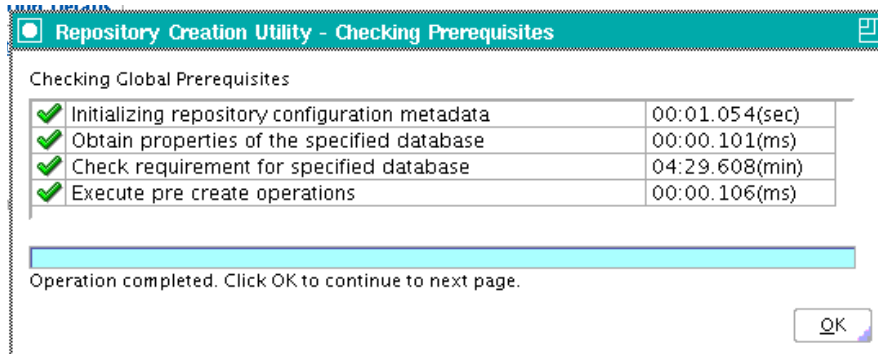 Repository Creation Utility - Checking Prerequisites
Checking Global Prerequisites
Initializing repository configuration metadata 00:01.054(sec)
Obtain properties of the specified database 00:00.101(ms)
Check requirement for specified database 04:29.608(min)
Execute pre create operations 00:00.106(ms)
Operation completed. Click OK to continue to next page.
OK